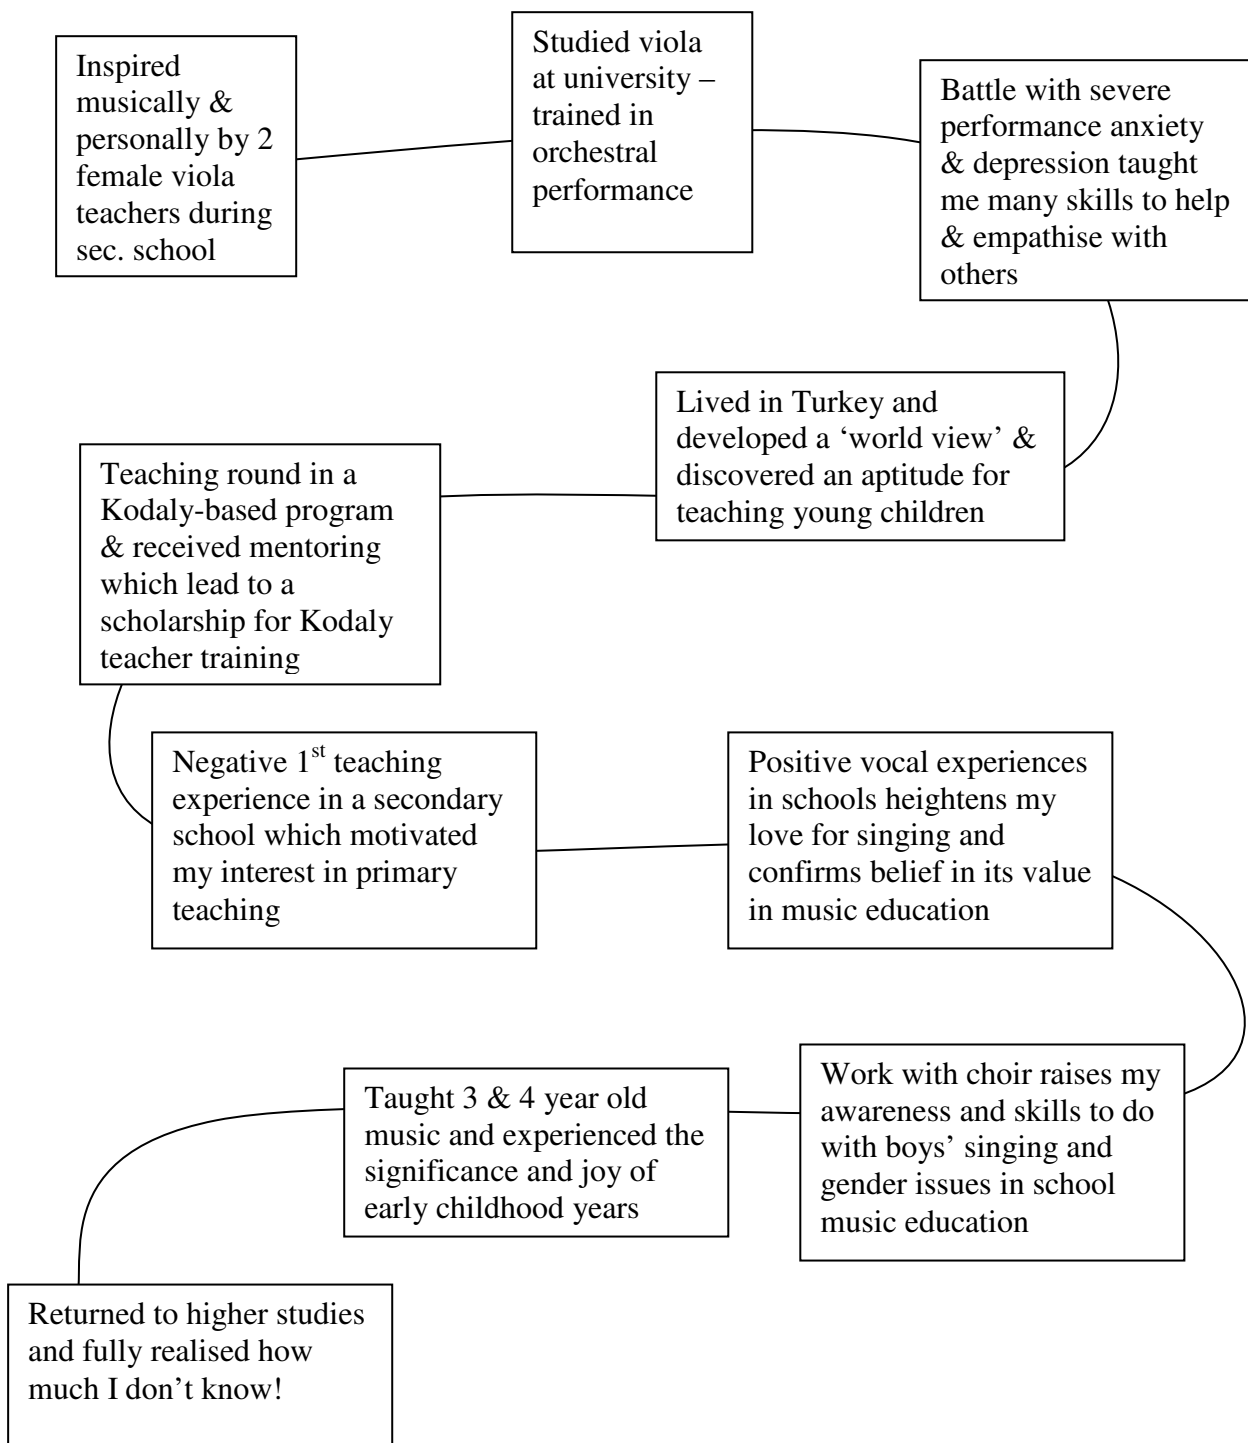 Inspired
musically &
personally by 2
female viola
teachers during
sec. school
Studied viola
at university –
trained in
orchestral
performance
Battle with severe
performance anxiety
& depression taught
me many skills to help
& empathise with
others
Lived in Turkey and
developed a ‘world view’ &
discovered an aptitude for
teaching young children
Teaching round in a
Kodaly-based program
& received mentoring
which lead to a
scholarship for Kodaly
teacher training
Negative 1st teaching
experience in a secondary
school which motivated
my interest in primary
teaching
Positive vocal experiences
in schools heightens my
love for singing and
confirms belief in its value
in music education
Work with choir raises my
awareness and skills to do
with boys’ singing and
gender issues in school
music education
Taught 3 & 4 year old
music and experienced the
significance and joy of
early childhood years
Returned to higher studies
and fully realised how
much I don’t know!